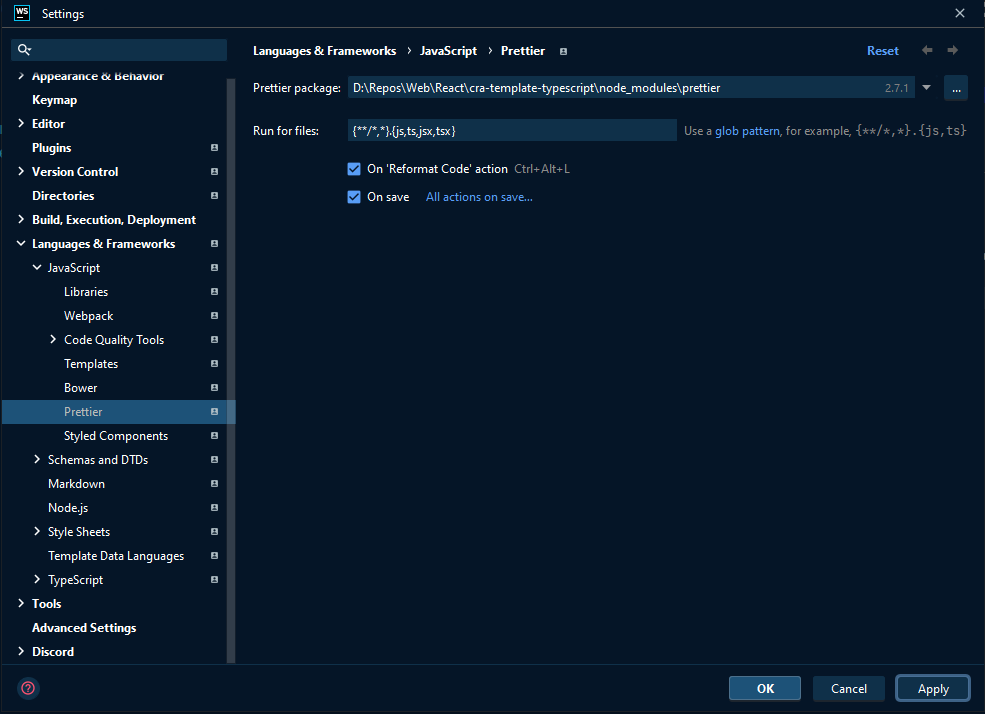 WS Settings
Languages & Frameworks › JavaScript › Prettier Reset
Appearance & Behavior
Keymap
Editor
Plugins
Version Control
Directories
Build, Execution, Deployment
Languages & Frameworks
JavaScript
Libraries
Webpack
Code Quality Tools
Templates
Bower
Prettier
Styled Components
Schemas and DTDs
Markdown
Node.js
Style Sheets
Template Data Languages
TypeScript
Tools
Advanced Settings
Discord
Prettier package: D:\Repos\Web\React\cra-template-typescript\node_modules\prettier 2.7.1 ...
Run for files: {**/*,*}.{js,ts,jsx,tsx} Use a glob pattern, for example, {**/*,*}.{js,ts}
On 'Reformat Code' action Ctrl+Alt+L
On save All actions on save...
? OK Cancel Apply